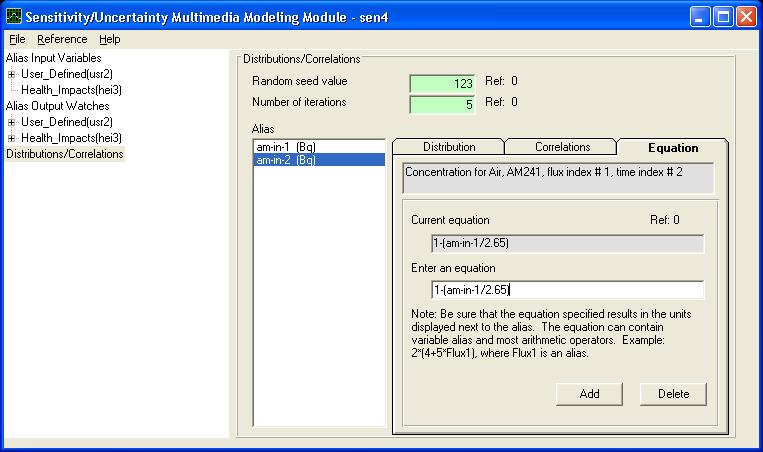 Sensitivity/Uncertainty Multimedia Modeling Module - sen4
File Reference Help
Alias Input Variables
User_Defined(usr2)
Health_Impacts(hei3)
Alias Output Watches
User_Defined(usr2)
Health_Impacts(hei3)
Distributions/Correlations
Distributions/Correlations
Random seed value 123 Ref: 0
Number of iterations 5 Ref: 0
Alias
am-in-1 (Bq)
am-in-2 (Bq)
Distribution Correlations Equation
Concentration for Air, AM241, flux index # 1, time index # 2
Current equation Ref: 0
1-(am-in-1/2.65)
Enter an equation
1-(am-in-1/2.65)
Note: Be sure that the equation specified results in the units
displayed next to the alias. The equation can contain
variable alias and most arithmetic operators. Example:
2*(4+5*Flux1), where Flux1 is an alias.
Add Delete